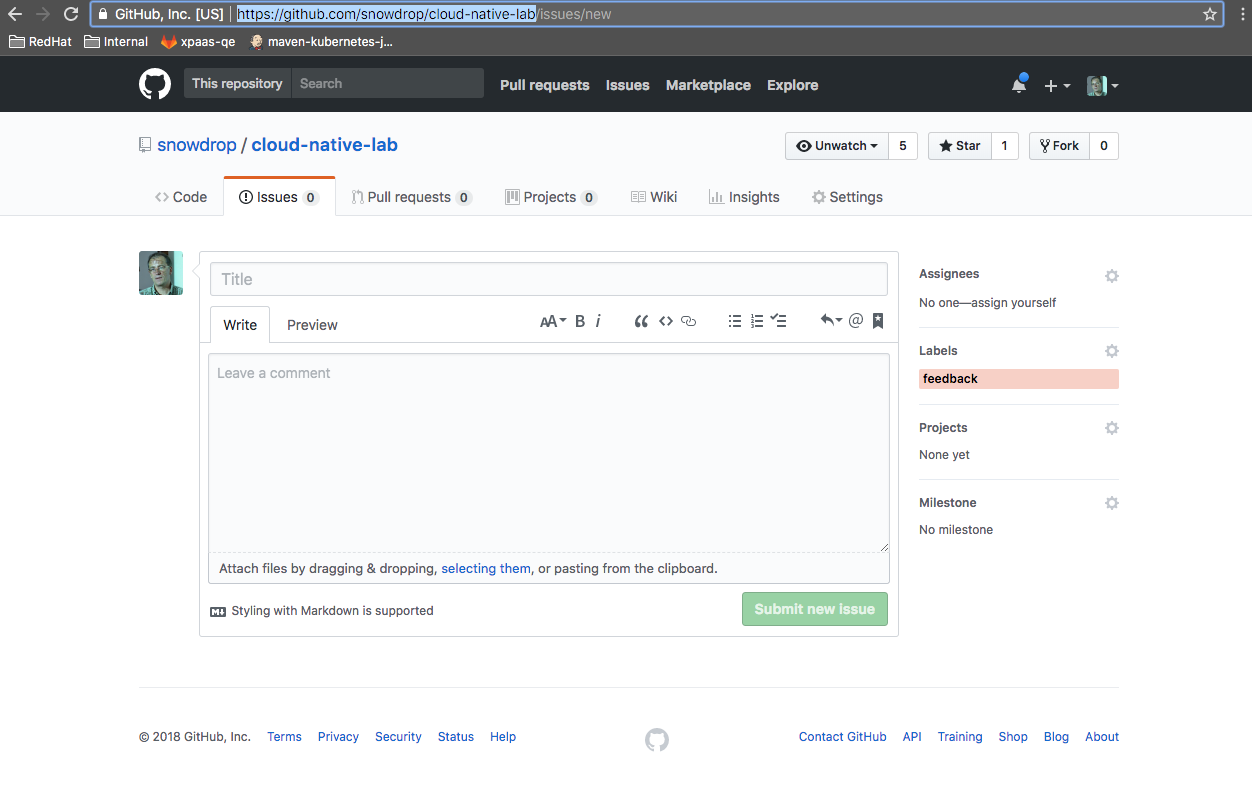 GitHub, Inc. [US] | https://github.com/snowdrop/cloud-native-lab/issues/new
RedHat Internal xpaas-qe maven-kubernetes-j...
This repository Search Pull requests Issues Marketplace Explore
snowdrop / cloud-native-lab Unwatch 5 Star 1 Fork 0
Code Issues 0 Pull requests 0 Projects 0 Wiki Insights Settings
Title
Write Preview AA B i @
Leave a comment
Attach files by dragging & dropping, selecting them, or pasting from the clipboard.
Styling with Markdown is supported Submit new issue
Assignees
No one—assign yourself
Labels
feedback
Projects
None yet
Milestone
No milestone
© 2018 GitHub, Inc. Terms Privacy Security Status Help Contact GitHub API Training Shop Blog About